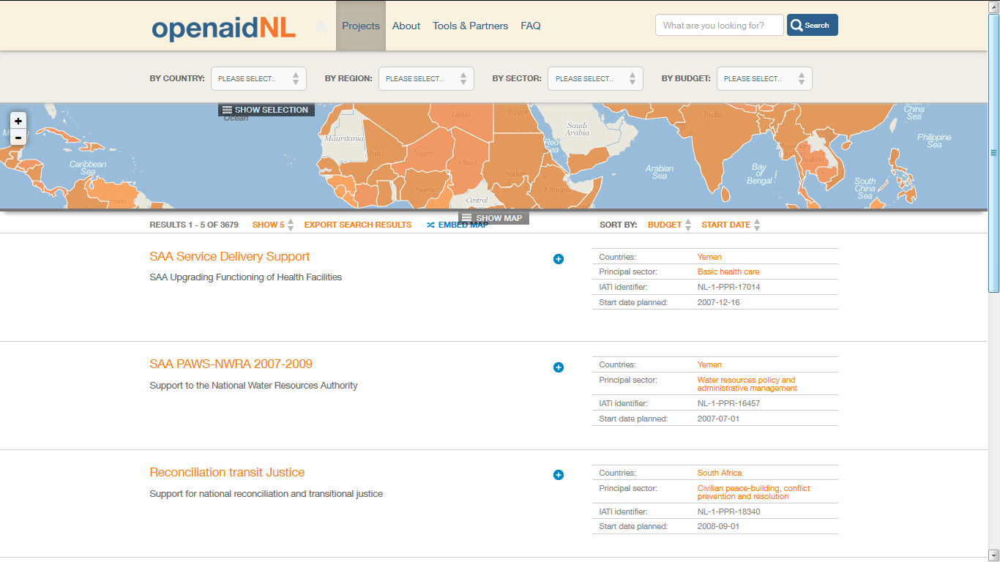 openaidNL
Projects
About
Tools & Partners
FAQ
What are you looking for?
Search
BY COUNTRY:
PLEASE SELECT..
BY REGION:
PLEASE SELECT..
BY SECTOR:
PLEASE SELECT..
BY BUDGET:
PLEASE SELECT..
SHOW SELECTION
+
-
Ocean
Caribbean
Sea
Mauritania
Mali
Niger
Nigeria
Libya
Chad
Egypt
Sudan
Ethiopia
Central
Saudi
Arabia
Red
Sea
Arabian
Sea
India
Bay
of
Bengal
Thailand
South
China
Sea
China
Sea
Philippine
Sea
SHOW MAP
RESULTS 1 - 5 OF 3679
SHOW 5
EXPORT SEARCH RESULTS
EMBED MAP
SORT BY:
BUDGET
START DATE
SAA Service Delivery Support
SAA Upgrading Functioning of Health Facilities
Countries: Yemen
Principal sector: Basic health care
IATI identifier: NL-1-PPR-17014
Start date planned: 2007-12-16
SAA PAWS-NWRA 2007-2009
Support to the National Water Resources Authority
Countries: Yemen
Principal sector: Water resources policy and
administrative management
IATI identifier: NL-1-PPR-16457
Start date planned: 2007-07-01
Reconciliation transit Justice
Support for national reconciliation and transitional justice
Countries: South Africa
Principal sector: Civilian peace-building, conflict
prevention and resolution
IATI identifier: NL-1-PPR-18340
Start date planned: 2008-09-01